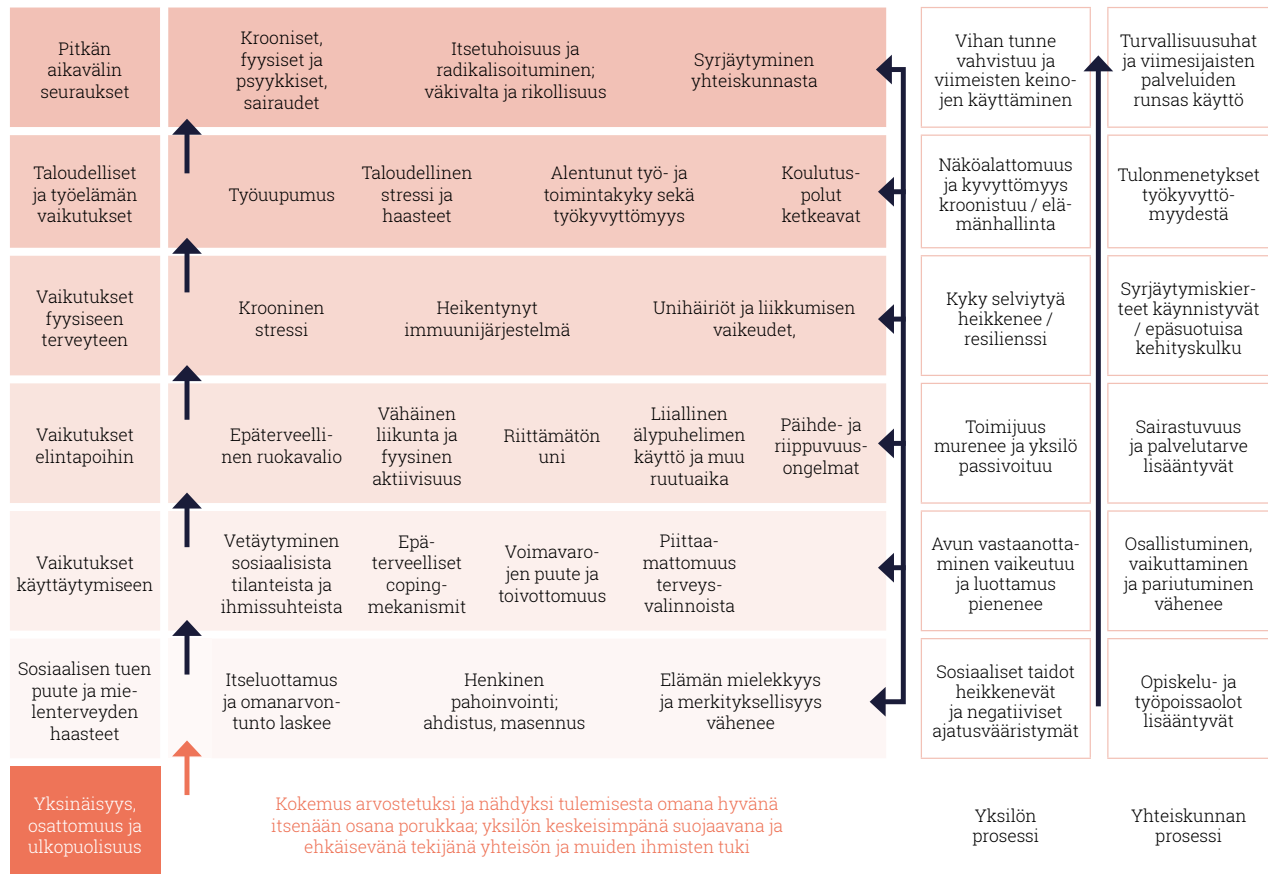 Pitkän
aikavälin
seuraukset
Krooniset,
fyysiset ja
psyykkiset,
sairaudet
Itsetuhoisuus ja
radikalisoituminen;
väkivalta ja rikollisuus
Syrjäytyminen
yhteiskunnasta
Vihan tunne
vahvistuu ja
viimeisten keino-
jen käyttäminen
Turvallisuusuhat
ja viimesijaisten
palveluiden
runsas käyttö
Taloudelliset
ja työelämän
vaikutukset
Työuupumus
Taloudellinen
stressi ja
haasteet
Alentunut työ- ja
toimintakyky sekä
työkyvyttömyys
Koulutus-
polut
ketkeavat
Näköalattomuus
ja kyvyttömyys
kroonistuu / elä-
mänhallinta
Tulonmenetykset
työkyvyttö-
myydestä
Vaikutukset
fyysiseen
terveyteen
Krooninen
stressi
Heikentynyt
immuunijärjestelmä
Unihäiriöt ja liikkumisen
vaikeudet,
Kyky selviytyä
heikkenee /
resilienssi
Syrjäytymiskier-
teet käynnistyvät
/ epäsuotuisa
kehityskulku
Vaikutukset
elintapoihin
Epäterveelli-
nen ruokavalio
Vähäinen
liikunta ja
fyysinen
aktiivisuus
Riittämätön
uni
Liiallinen
älypuhelimen
käyttö ja muu
ruutuaika
Päihde- ja
riippuvuus-
ongelmat
Toimijuus
murenee ja yksilö
passivoituu
Sairastuvuus
ja palvelutarve
lisääntyvät
Vaikutukset
käyttäytymiseen
Vetäytyminen
sosiaalisista
tilanteista ja
ihmissuhteista
Epä-
terveelliset
coping-
mekanismit
Voimavaro-
jen puute ja
toivottomuus
Piittaa-
mattomuus
terveys-
valinnoista
Avun vastaanotta-
minen vaikeutuu
ja luottamus
pienenee
Osallistuminen,
vaikuttaminen
ja pariutuminen
vähenee
Sosiaalisen tuen
puute ja mie-
lenterveyden
haasteet
Itseluottamus
ja omanarvon-
tunto laskee
Henkinen
pahoinvointi;
ahdistus, masennus
Elämän mielekkyys
ja merkityksellisyys
vähenee
Sosiaaliset taidot
heikkenevät
ja negatiiviset
ajatusvääristymät
Opiskelu- ja
työpoissaolot
lisääntyvät
Yksinäisyys,
osattomuus ja
ulkopuolisuus
Kokemus arvostetuksi ja nähdyksi tulemisesta omana hyvänä
itsenään osana porukkaa; yksilön keskeisimpänä suojaavana ja
ehkäisevänä tekijänä yhteisön ja muiden ihmisten tuki
Yksilön
prosessi
Yhteiskunnan
prosessi